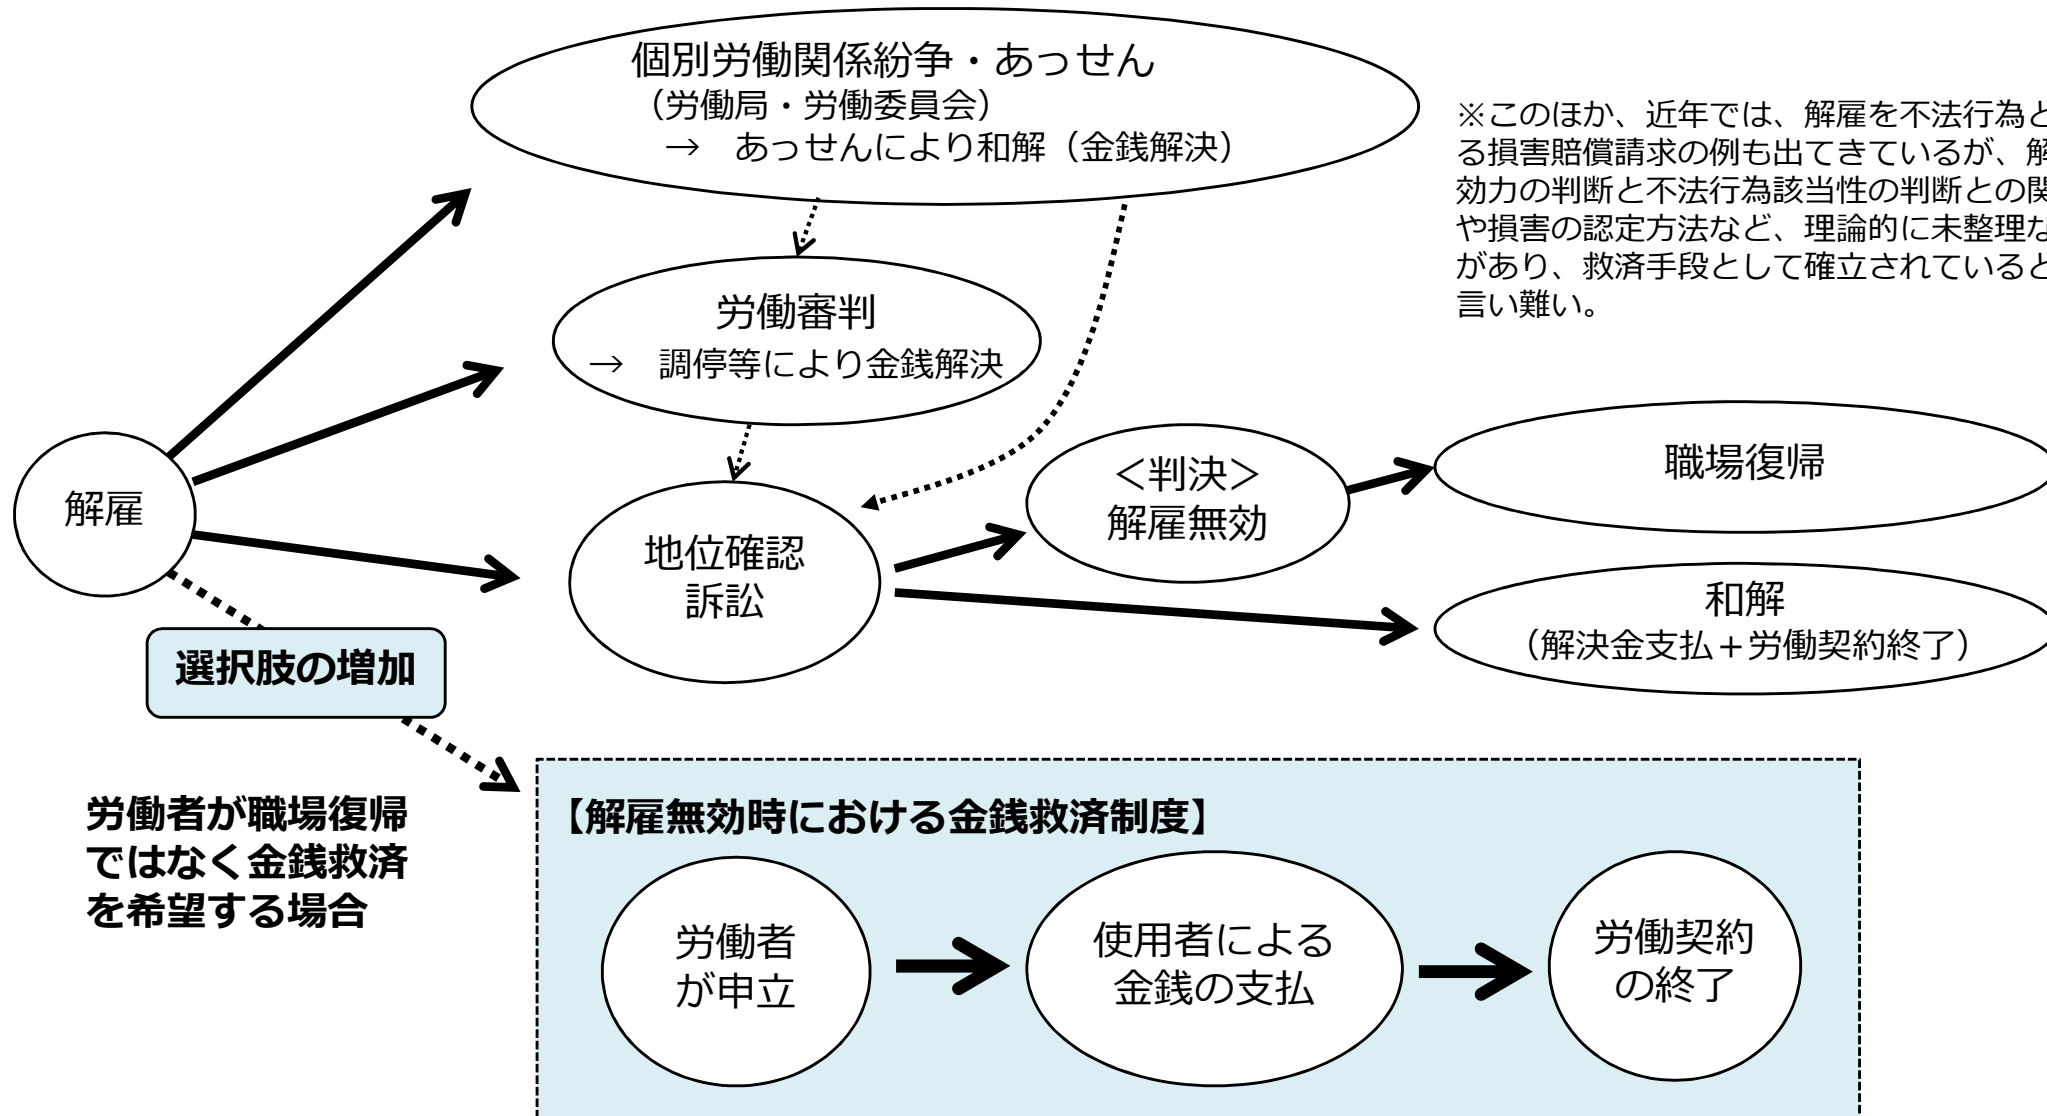 個別労働関係紛争・あっせん
（労働局・労働委員会）
→　あっせんにより和解（金銭解決）
※このほか、近年では、解雇を不法行為と
る損害賠償請求の例も出てきているが、解
効力の判断と不法行為該当性の判断との関
や損害の認定方法など、理論的に未整理な
があり、救済手段として確立されていると
言い難い。
労働審判
→　調停等により金銭解決
解雇
地位確認
訴訟
＜判決＞
解雇無効
職場復帰
和解
（解決金支払＋労働契約終了）
選択肢の増加
労働者が職場復帰
ではなく金銭救済
を希望する場合
【解雇無効時における金銭救済制度】
労働者
が申立
使用者による
金銭の支払
労働契約
の終了